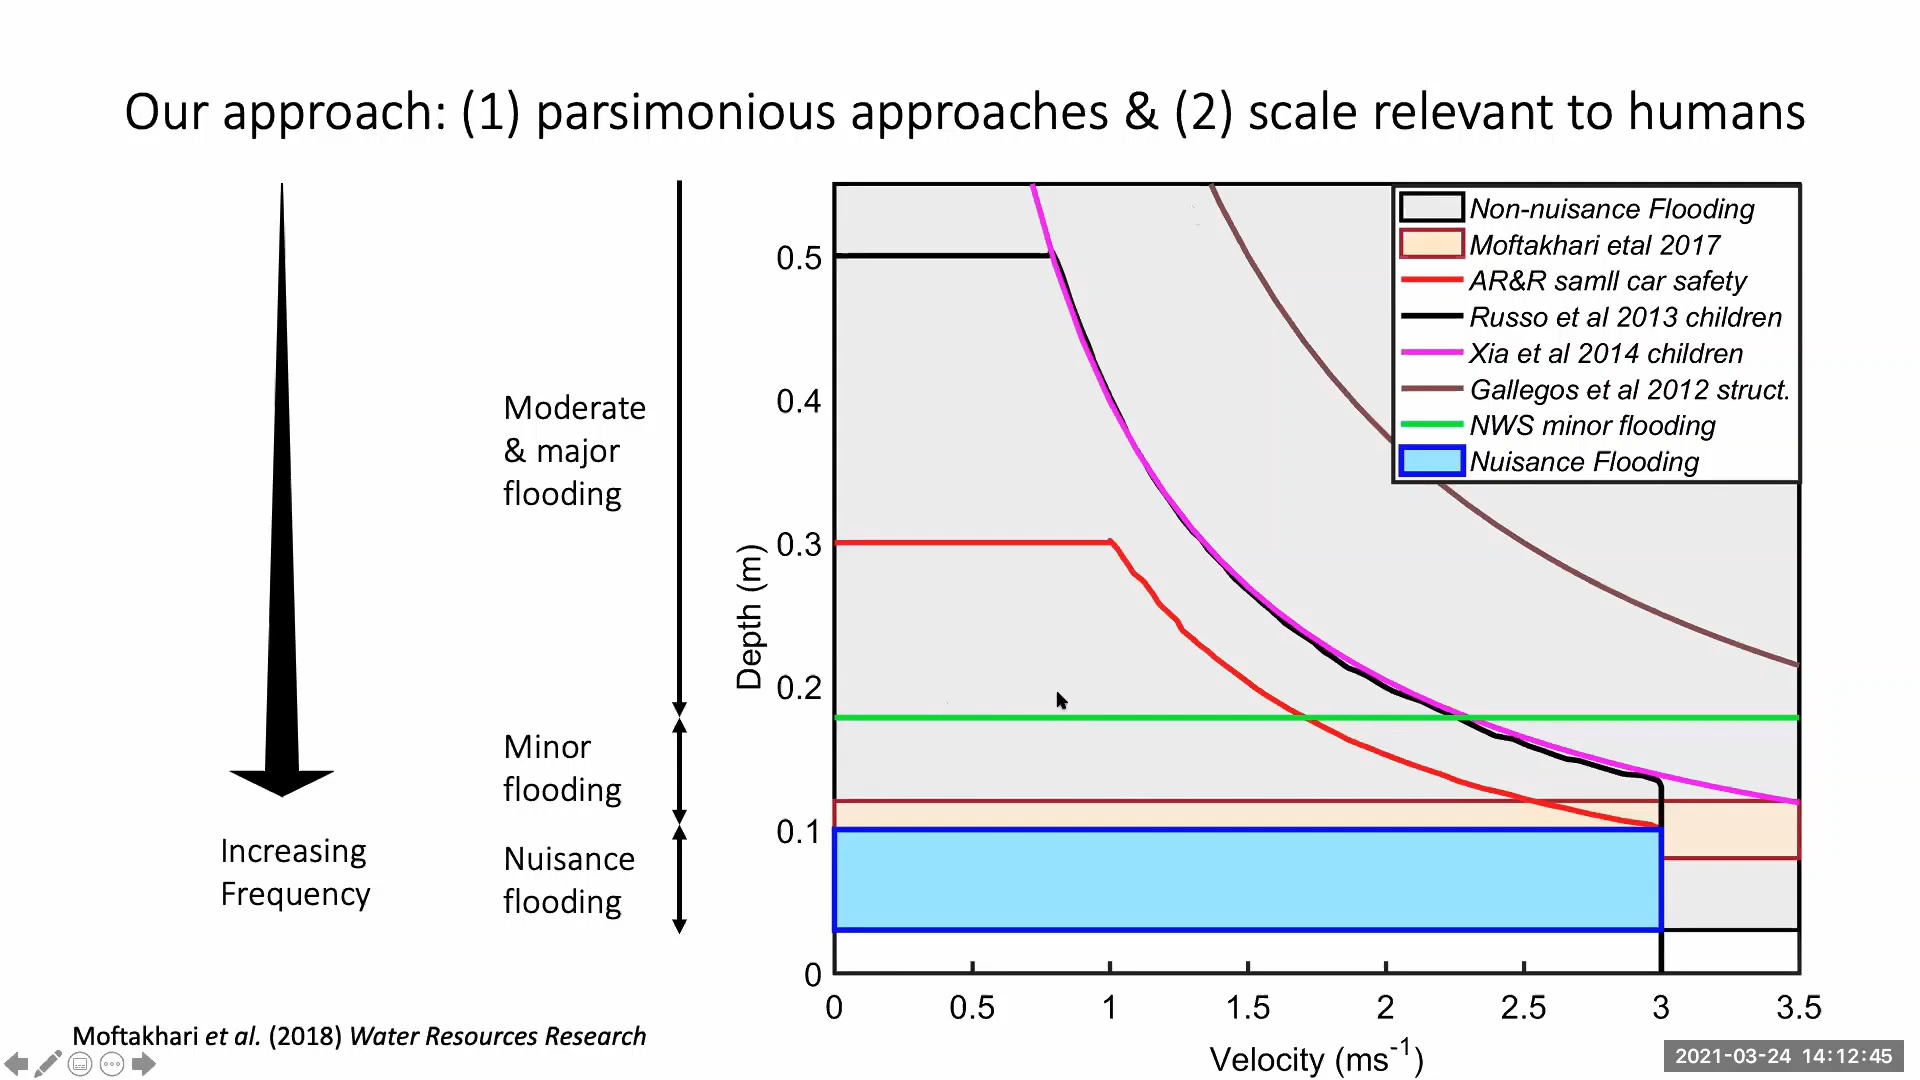 Our approach: (1) parsimonious approaches & (2) scale relevant to humans
Moderate
& major
flooding
Minor
flooding
Nuisance
flooding
Increasing
Frequency
Depth (m)
0.5
0.4
0.3
0.2
0.1
0
0 0.5 1 1.5 2 2.5 3 3.5
Velocity (ms-1)
Non-nuisance Flooding
Moftakhari etal 2017
AR&R samll car safety
Russo et al 2013 children
Xia et al 2014 children
Gallegos et al 2012 struct.
NWS minor flooding
Nuisance Flooding
Moftakhari et al. (2018) Water Resources Research
2021-03-24 14:12:45